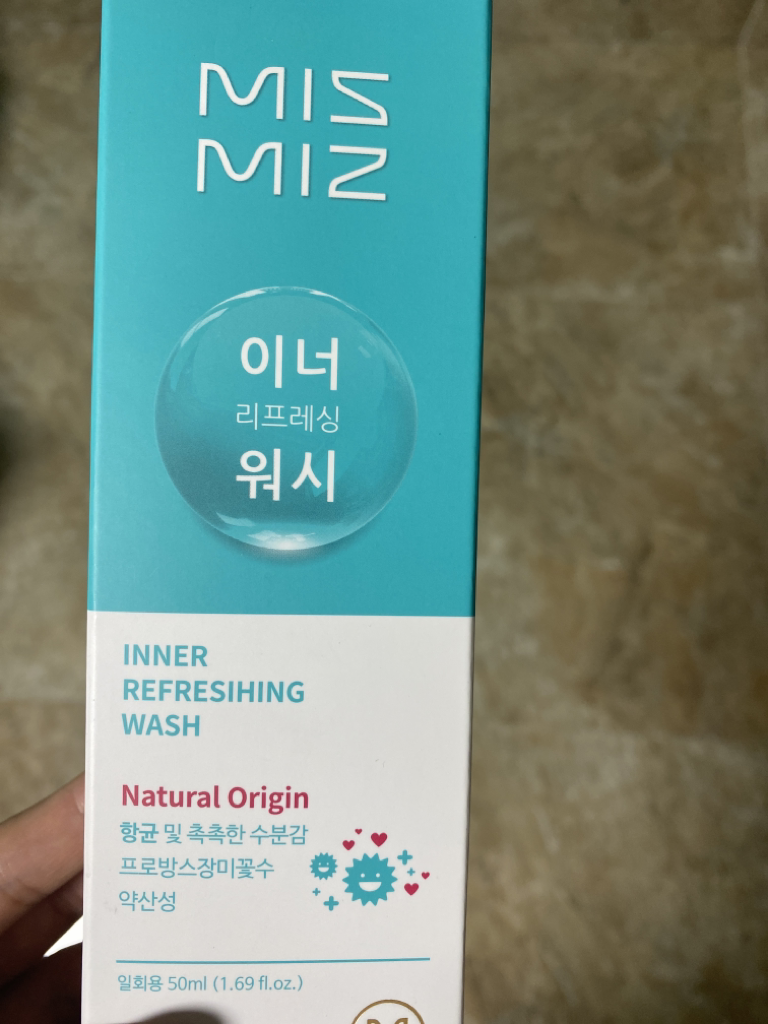 MIS
MIZ
이너
리프레싱
워시
INNER
REFRESIHING
WASH
Natural Origin
항균 및 촉촉한 수분감
프로방스장미꽃수
약산성
일회용 50ml (1.69 fl.oz.)